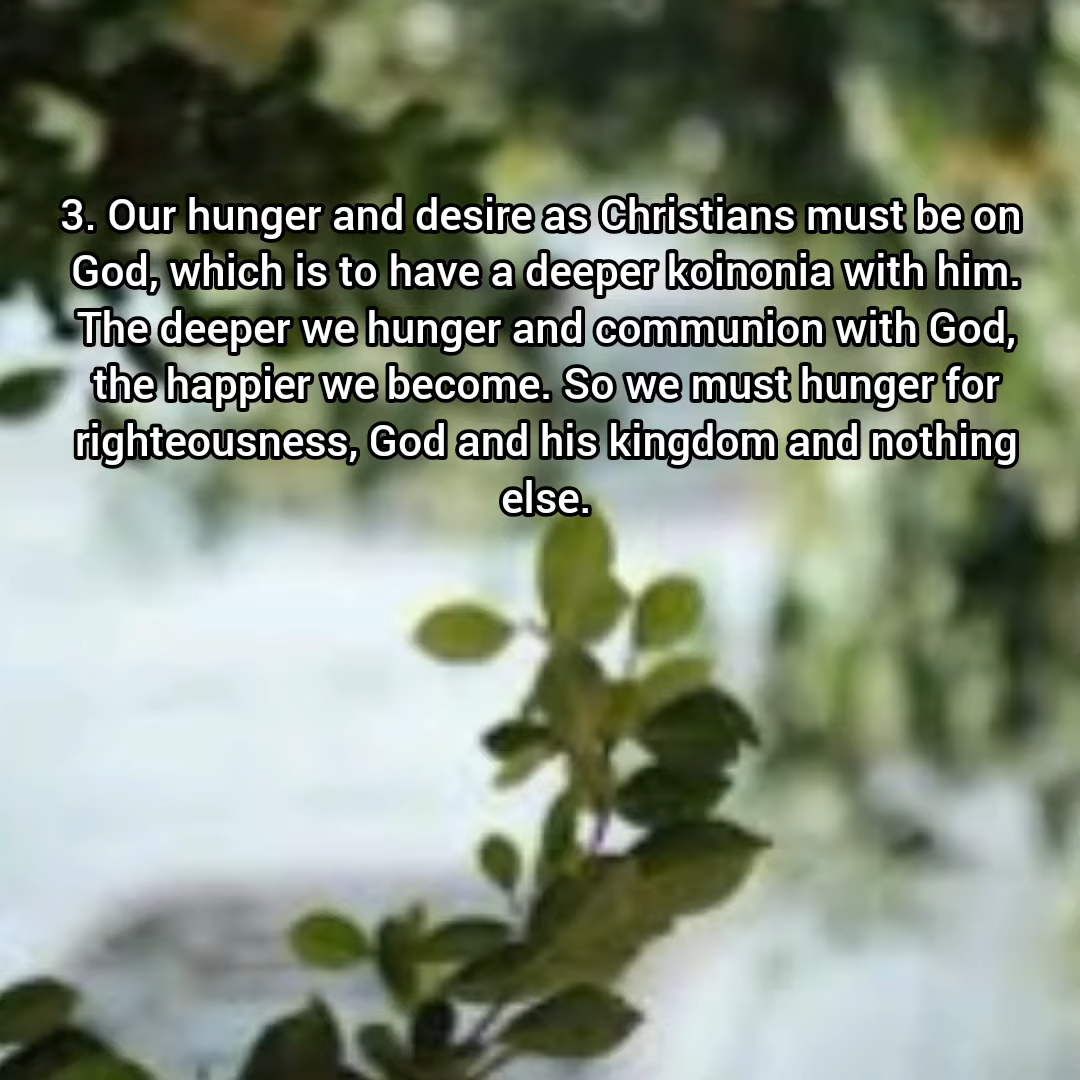 3. Our hunger and desire as Christians must be on
God, which is to have a deeper koinonia with him.
The deeper we hunger and communion with God,
the happier we become. So we must hunger for
righteousness, God and his kingdom and nothing
else.